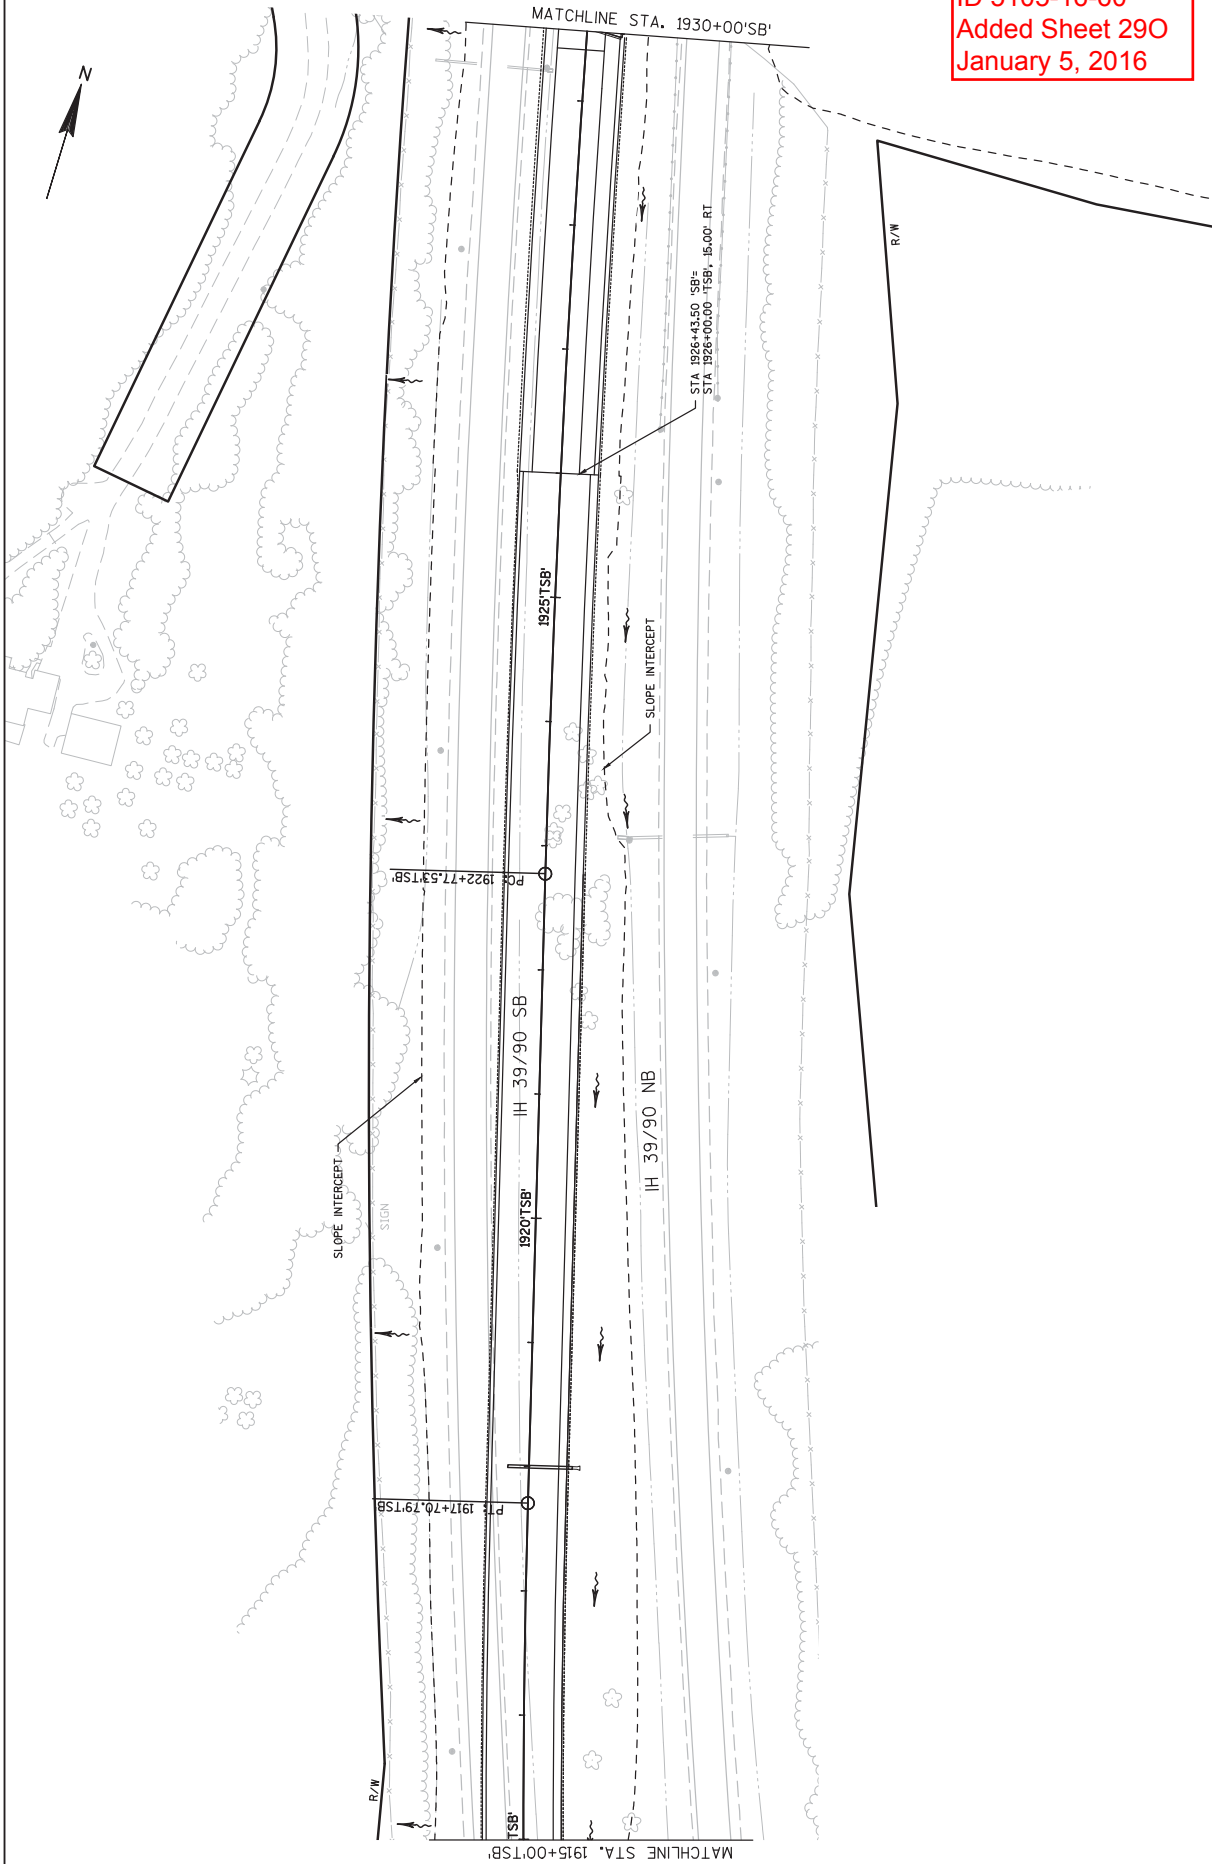 Added Sheet 29O
January 5, 2016
MATCHLINE STA. 1930+00'SB'
N
R/W
STA 1926+43.50 'SB'=
STA 1926+00.00 'TSB', 15.00' RT
1925'TSB'
SLOPE INTERCEPT
PC: 1922+77.53'TSB'
IH 39/90 SB
IH 39/90 NB
SLOPE INTERCEPT
SIGN
1920'TSB'
PT: 1917+70.79'TSB'
R/W
TSB'
MATCHLINE STA. 1915+00'TSB'